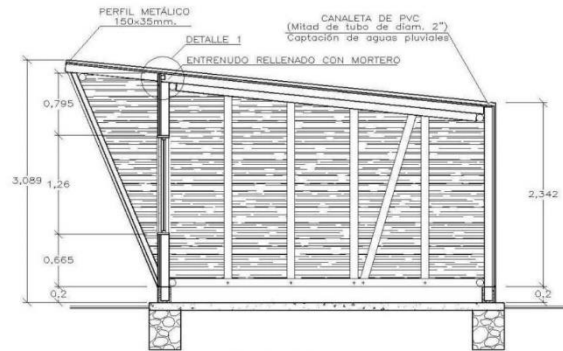 PERFIL METÁLICO
150x35mm.
CANALETA DE PVC
(Mitad de tubo de diam. 2")
Captación de aguas pluviales
DETALLE 1
ENTRENUDO RELLENADO CON MORTERO
0,795
3,089
1,26
2,342
0,665
0,2
0,2